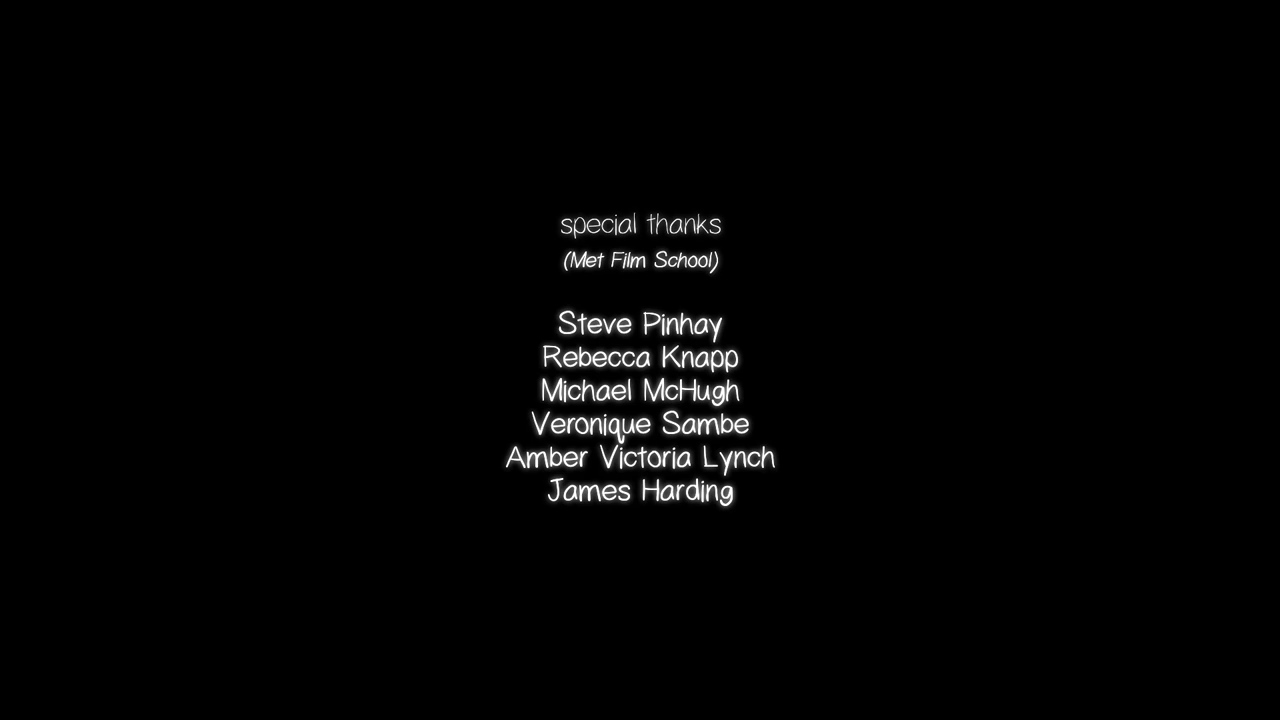 special thanks
(Met Film School)
Steve Pinhay
Rebecca Knapp
Michael McHugh
Veronique Sambe
Amber Victoria Lynch
James Harding